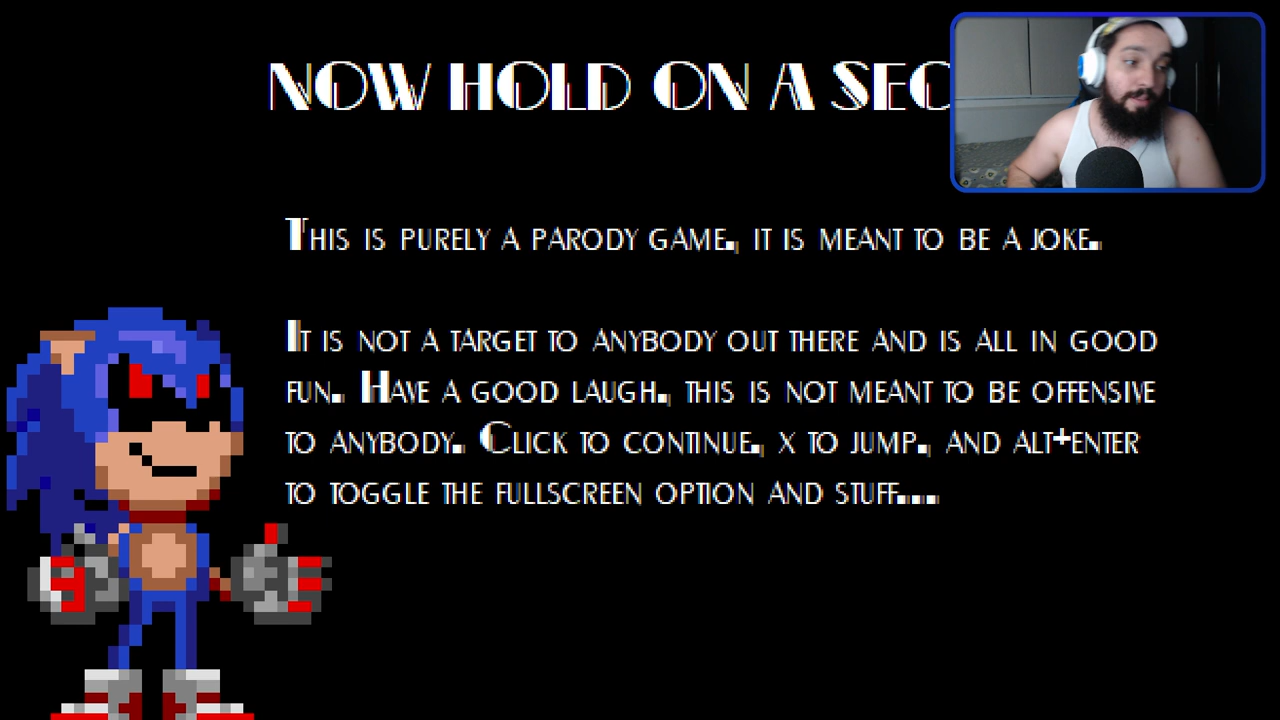 NOW HOLD ON A SEC
THIS IS PURELY A PARODY GAME., IT IS MEANT TO BE A JOKE.
IT IS NOT A TARGET TO ANYBODY OUT THERE AND IS ALL IN GOOD
FUN. HAVE A GOOD LAUGH., THIS IS NOT MEANT TO BE OFFENSIVE
TO ANYBODY. CLICK TO CONTINUE., X TO JUMP., AND ALT+ENTER
TO TOGGLE THE FULLSCREEN OPTION AND STUFF....